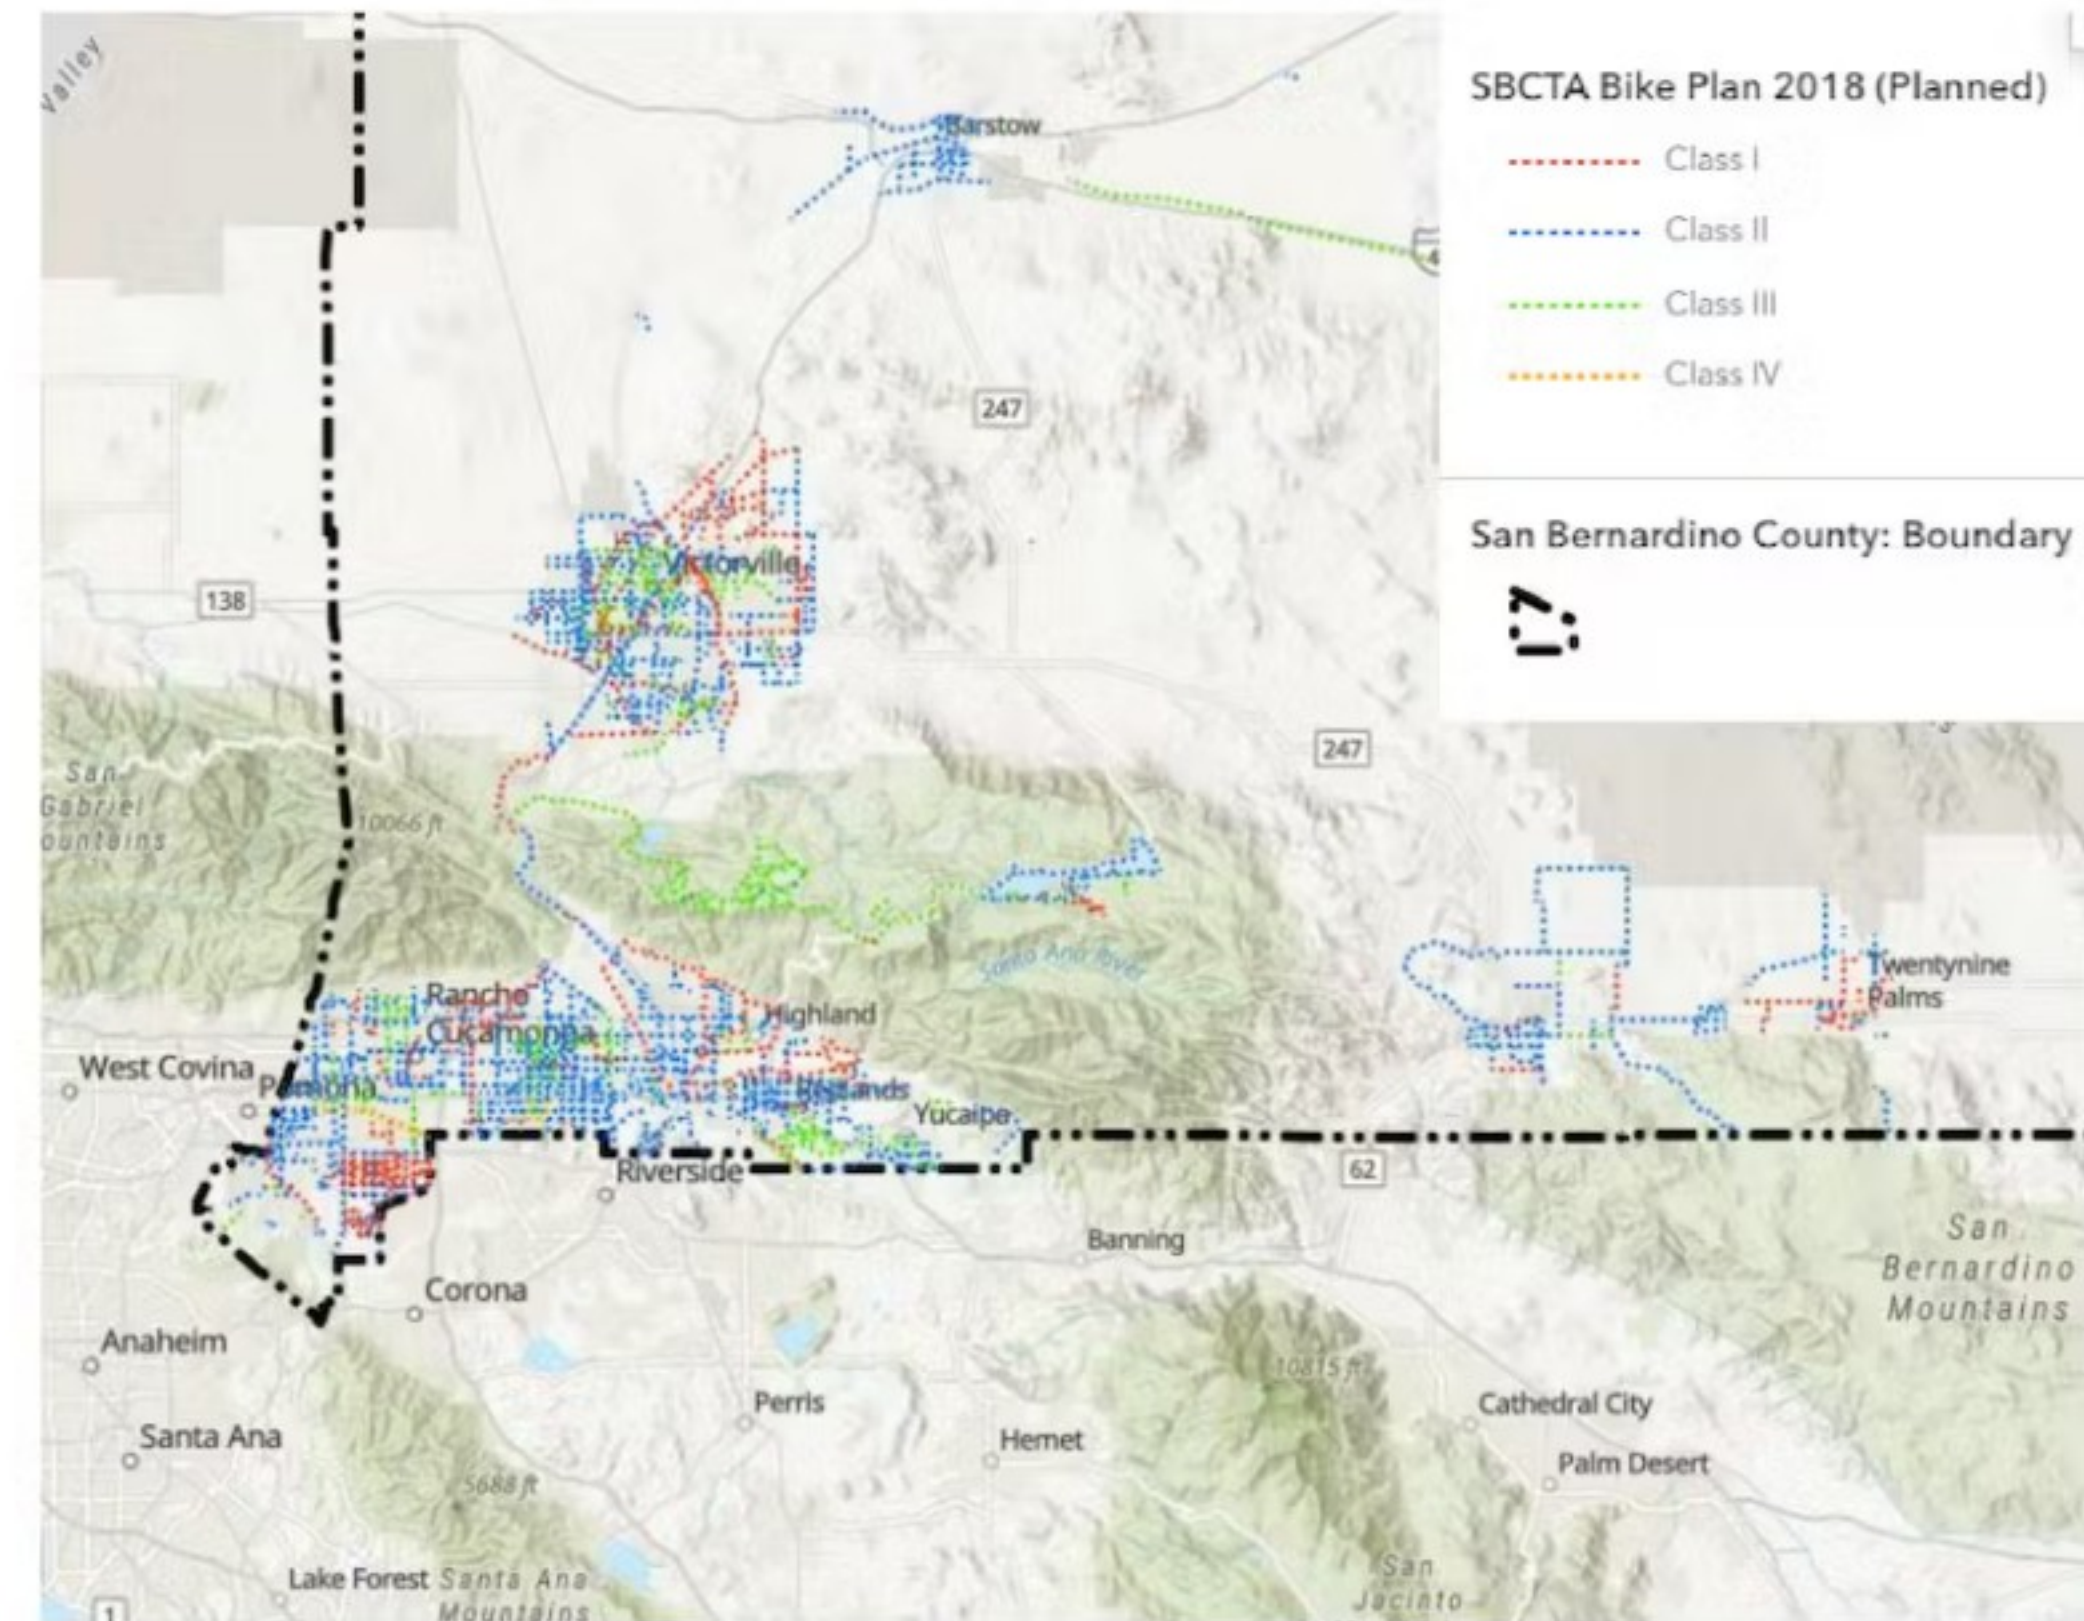 Valley
SBCTA Bike Plan 2018 (Planned)
Class I
Class II
Class III
Class IV
San Bernardino County: Boundary
Barstow
247
Victorville
138
247
San
Gabriel
ountains
10066 ft
Santa Ana River
Rancho
Cucamonga
Highland
Twentynine
Palms
West Covina
Pomona
Redlands
Yucaipa
Riverside
62
Banning
San
Bernardino
Mountains
Corona
Anaheim
10815 ft
Perris
Cathedral City
Santa Ana
Hemet
Palm Desert
5688 ft
Lake Forest
Santa Ana
Mountains
San
Jacinto
1